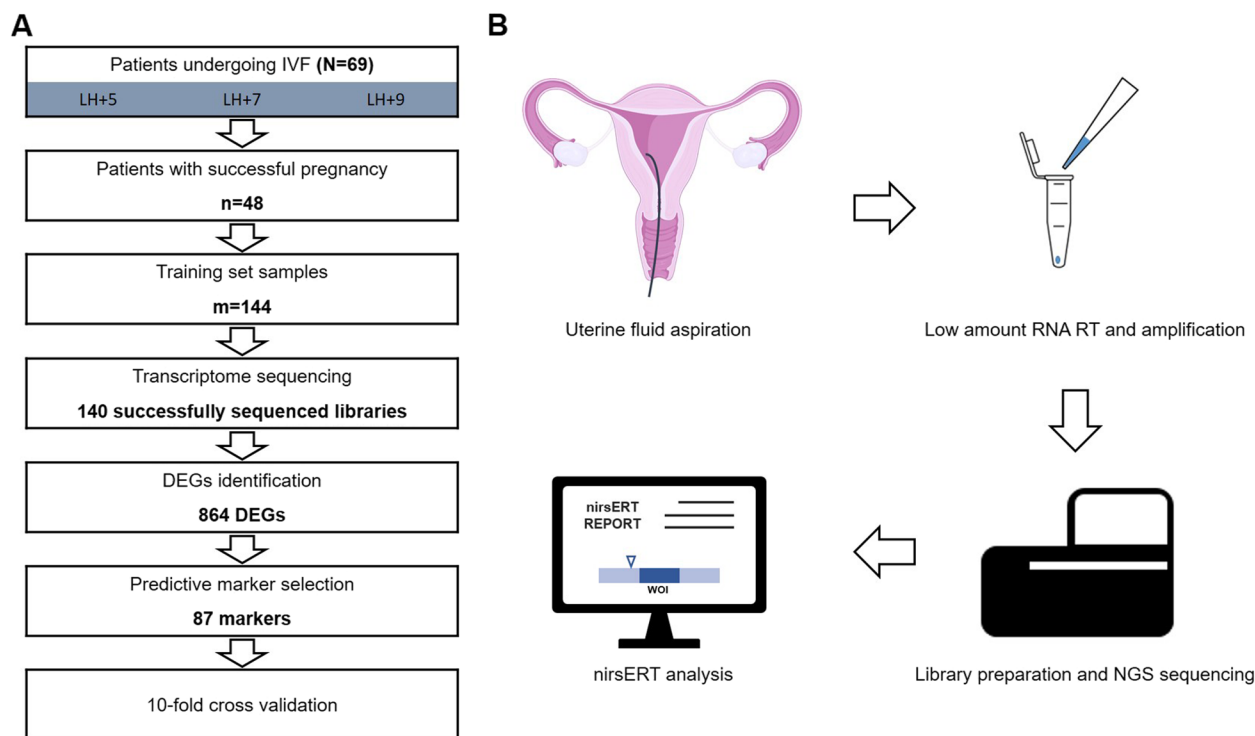 A
Patients undergoing IVF (N=69)
LH+5 LH+7 LH+9
Patients with successful pregnancy
n=48
Training set samples
m=144
Transcriptome sequencing
140 successfully sequenced libraries
DEGs identification
864 DEGs
Predictive marker selection
87 markers
10-fold cross validation
B
Uterine fluid aspiration
Low amount RNA RT and amplification
Library preparation and NGS sequencing
nirsERT
REPORT
WOI
nirsERT analysis